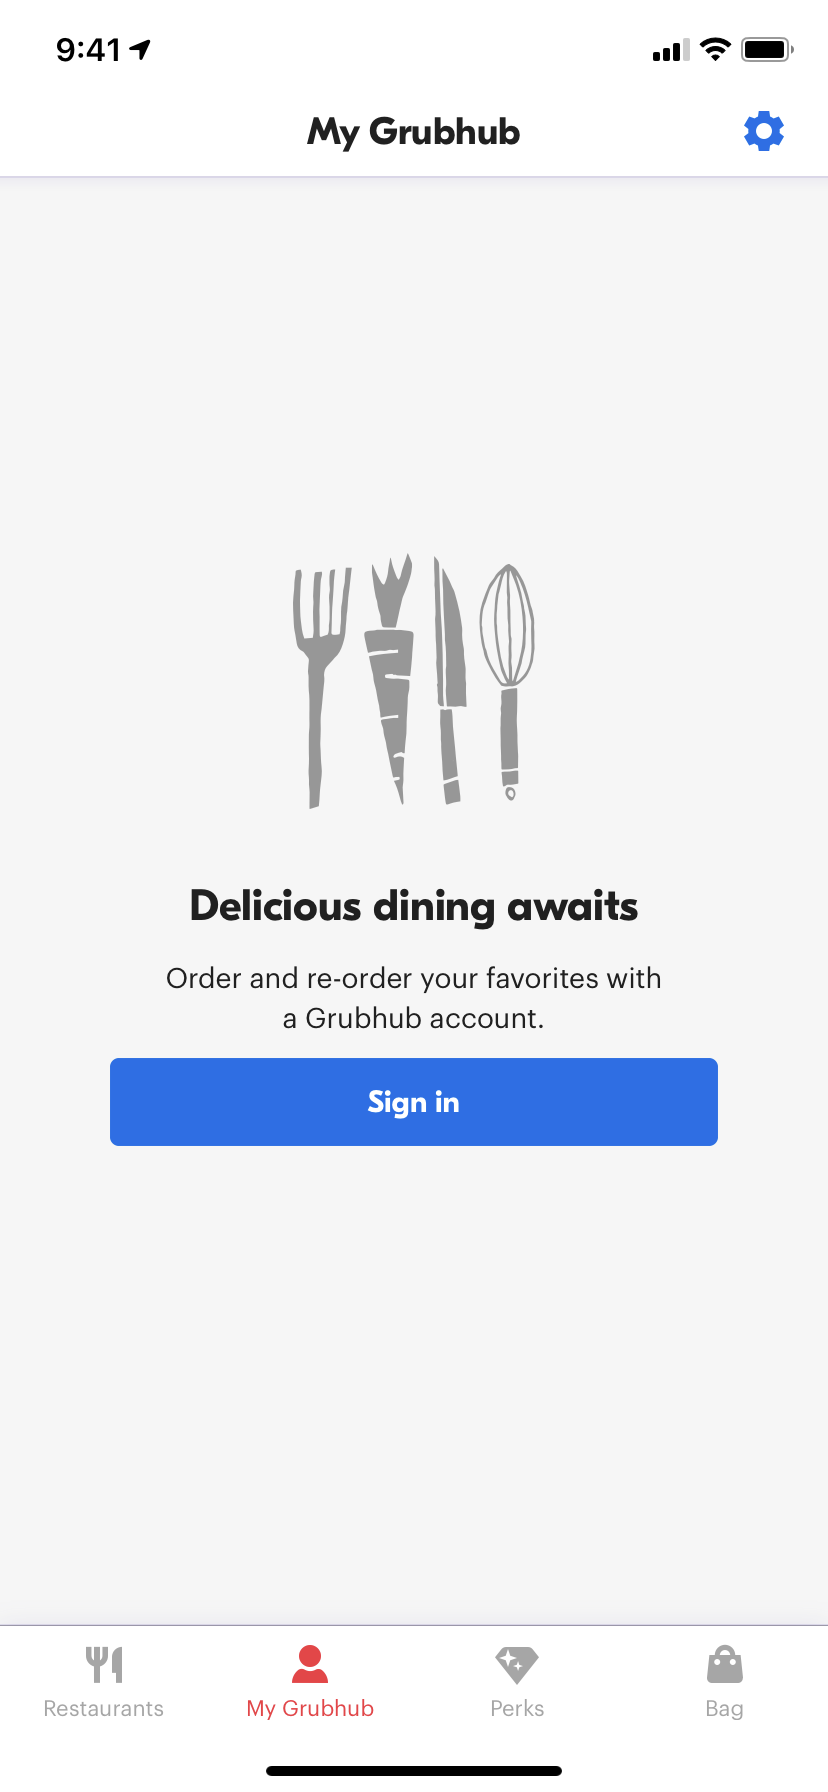 9:41
My Grubhub
Delicious dining awaits
Order and re-order your favorites with
a Grubhub account.
Sign in
Restaurants
My Grubhub
Perks
Bag